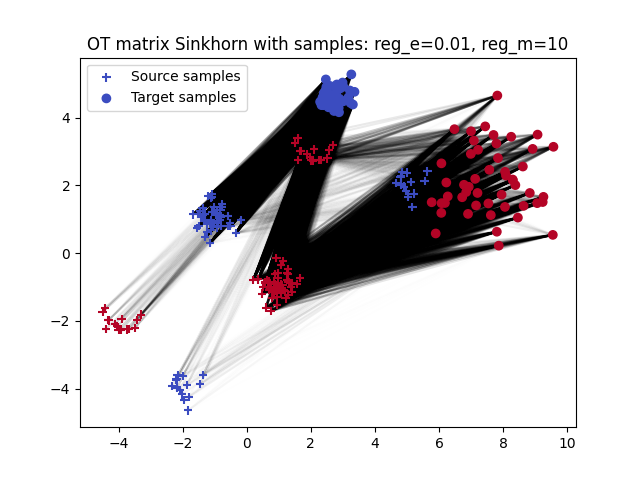 OT matrix Sinkhorn with samples: reg_e=0.01, reg_m=10
Source samples
Target samples
4
2
0
−2
−4
−4 −2 0 2 4 6 8 10